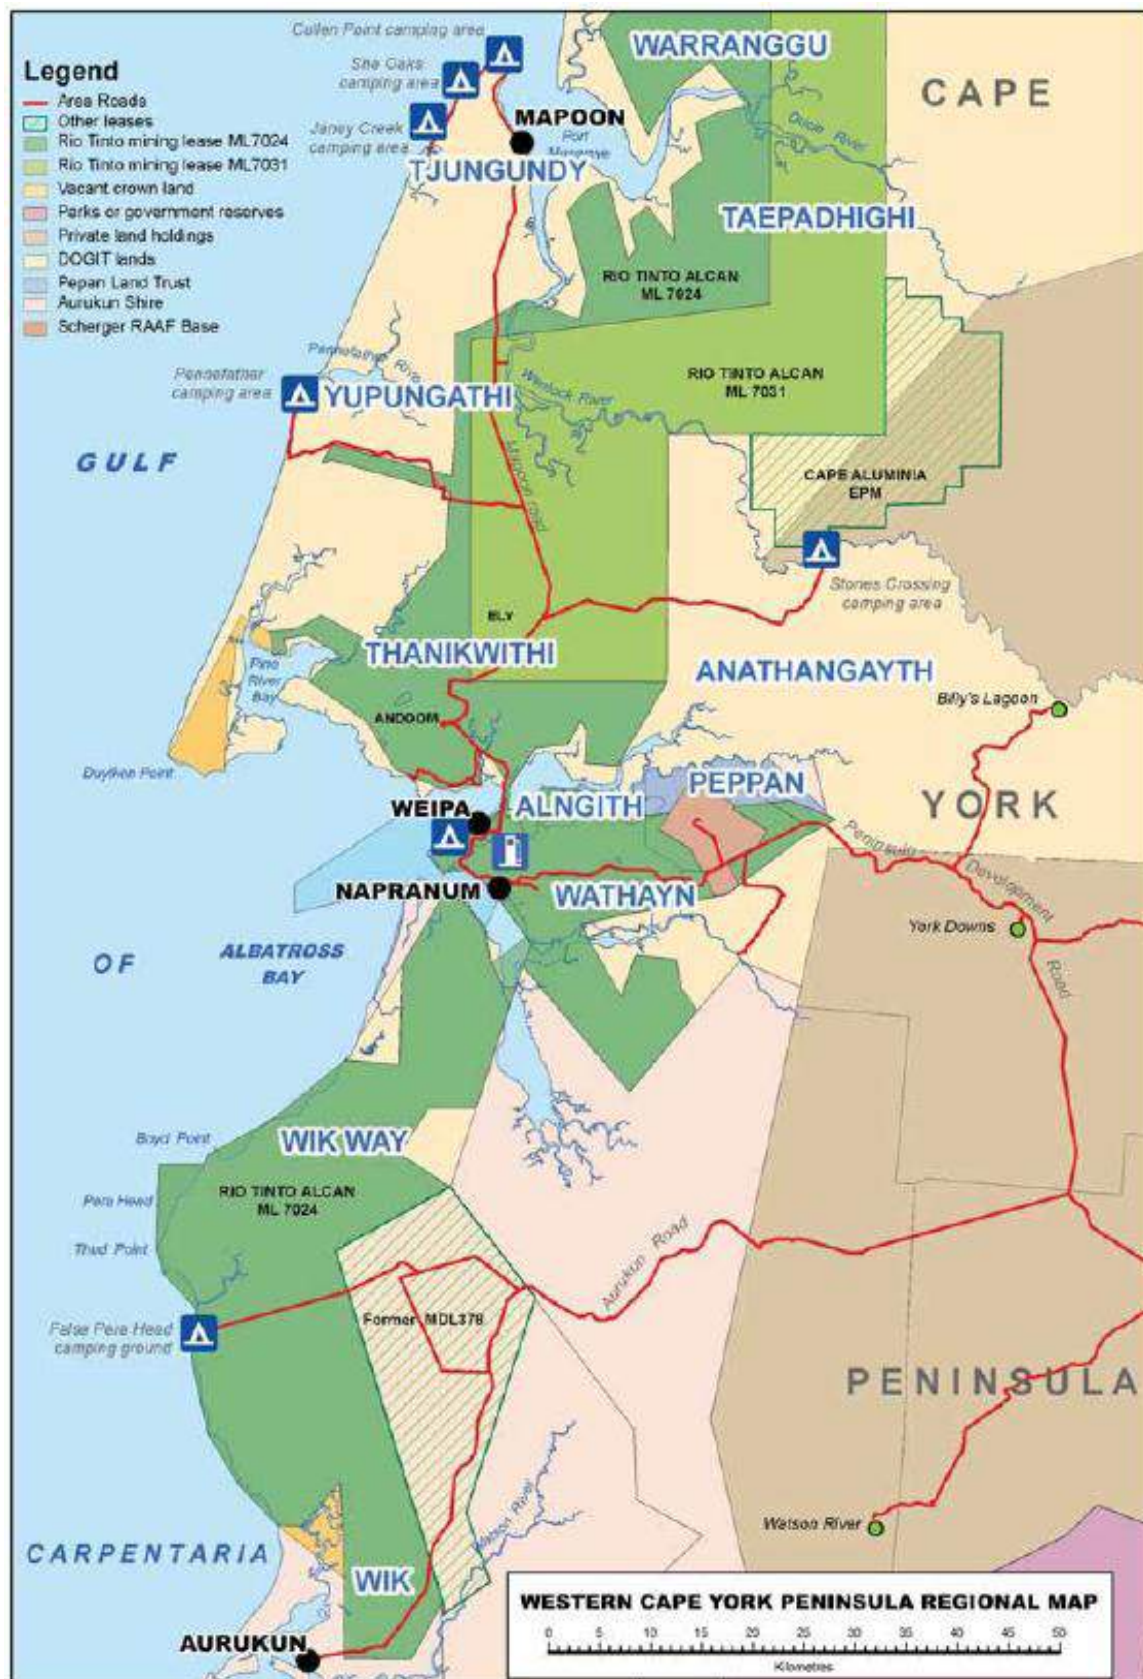 Legend
Area Roads
Other leases
Rio Tinto mining lease ML7024
Rio Tinto mining lease ML7031
Vacant crown land
Parks or government reserves
Private land holdings
DOGIT lands
Pepan Land Trust
Aurukun Shire
Scherger RAAF Base
Cullen Point camping area
She Oaks
camping area
Janey Creek
camping area
MAPOON
Port
Musgrave
TJUNGUNDY
WARRANGGU
CAPE
Ducie River
TAEPADHIGHI
RIO TINTO ALCAN
ML 7024
Pennefather River
Pennefather
camping area
YUPUNGATHI
Wenlock River
RIO TINTO ALCAN
ML 7031
GULF
Mapoon road
CAPE ALUMINIA
EPM
Stones Crossing
camping area
ELY
THANIKWITHI
Pine
River
Bay
ANATHANGAYTH
Billy's Lagoon
ANDOOM
Duyfken Point
PEPPAN
WEIPA
ALNGITH
YORK
Peninsula
Development
Road
NAPRANUM
WATHAYN
York Downs
OF
ALBATROSS
BAY
Boyd Point
WIK WAY
Pera Head
RIO TINTO ALCAN
ML 7024
Thud Point
Aurukun Road
False Pera Head
camping ground
Former MDL378
PENINSULA
Watson River
Watson River
CARPENTARIA
WIK
AURUKUN
WESTERN CAPE YORK PENINSULA REGIONAL MAP
0 5 10 15 20 25 30 32 40 50
Kilometres